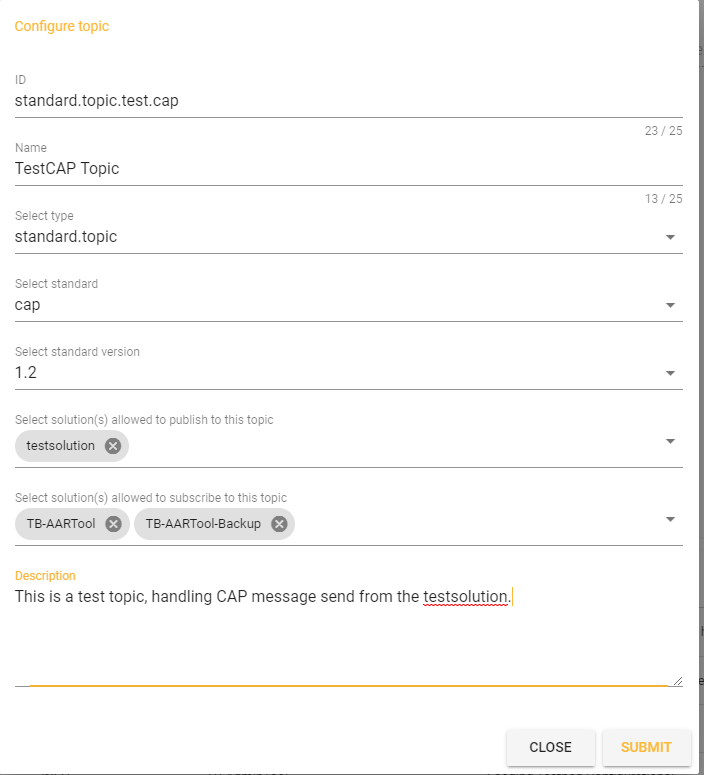 Configure topic
ID
standard.topic.test.cap
23 / 25
Name
TestCAP Topic
13 / 25
Select type
standard.topic
Select standard
cap
Select standard version
1.2
Select solution(s) allowed to publish to this topic
testsolution
Select solution(s) allowed to subscribe to this topic
TB-AARTool TB-AARTool-Backup
Description
This is a test topic, handling CAP message send from the testsolution.
CLOSE SUBMIT